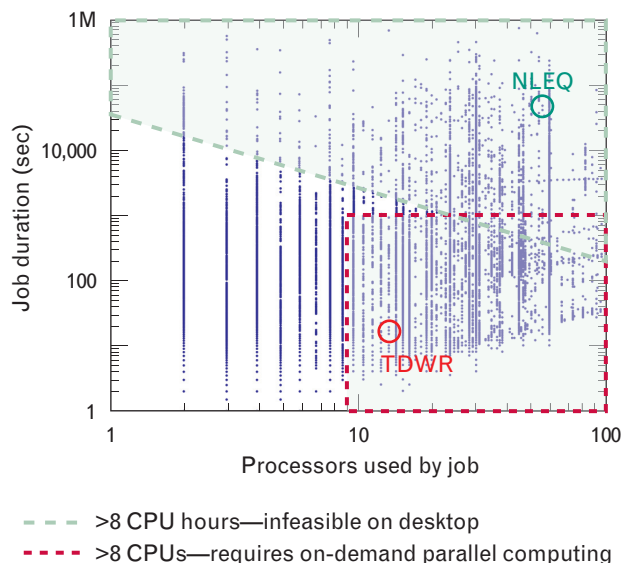 1M
NLEQ
10,000
Job duration (sec)
100
TDWR
1
1
10
100
Processors used by job
>8 CPU hours—infeasible on desktop
>8 CPUs—requires on-demand parallel computing